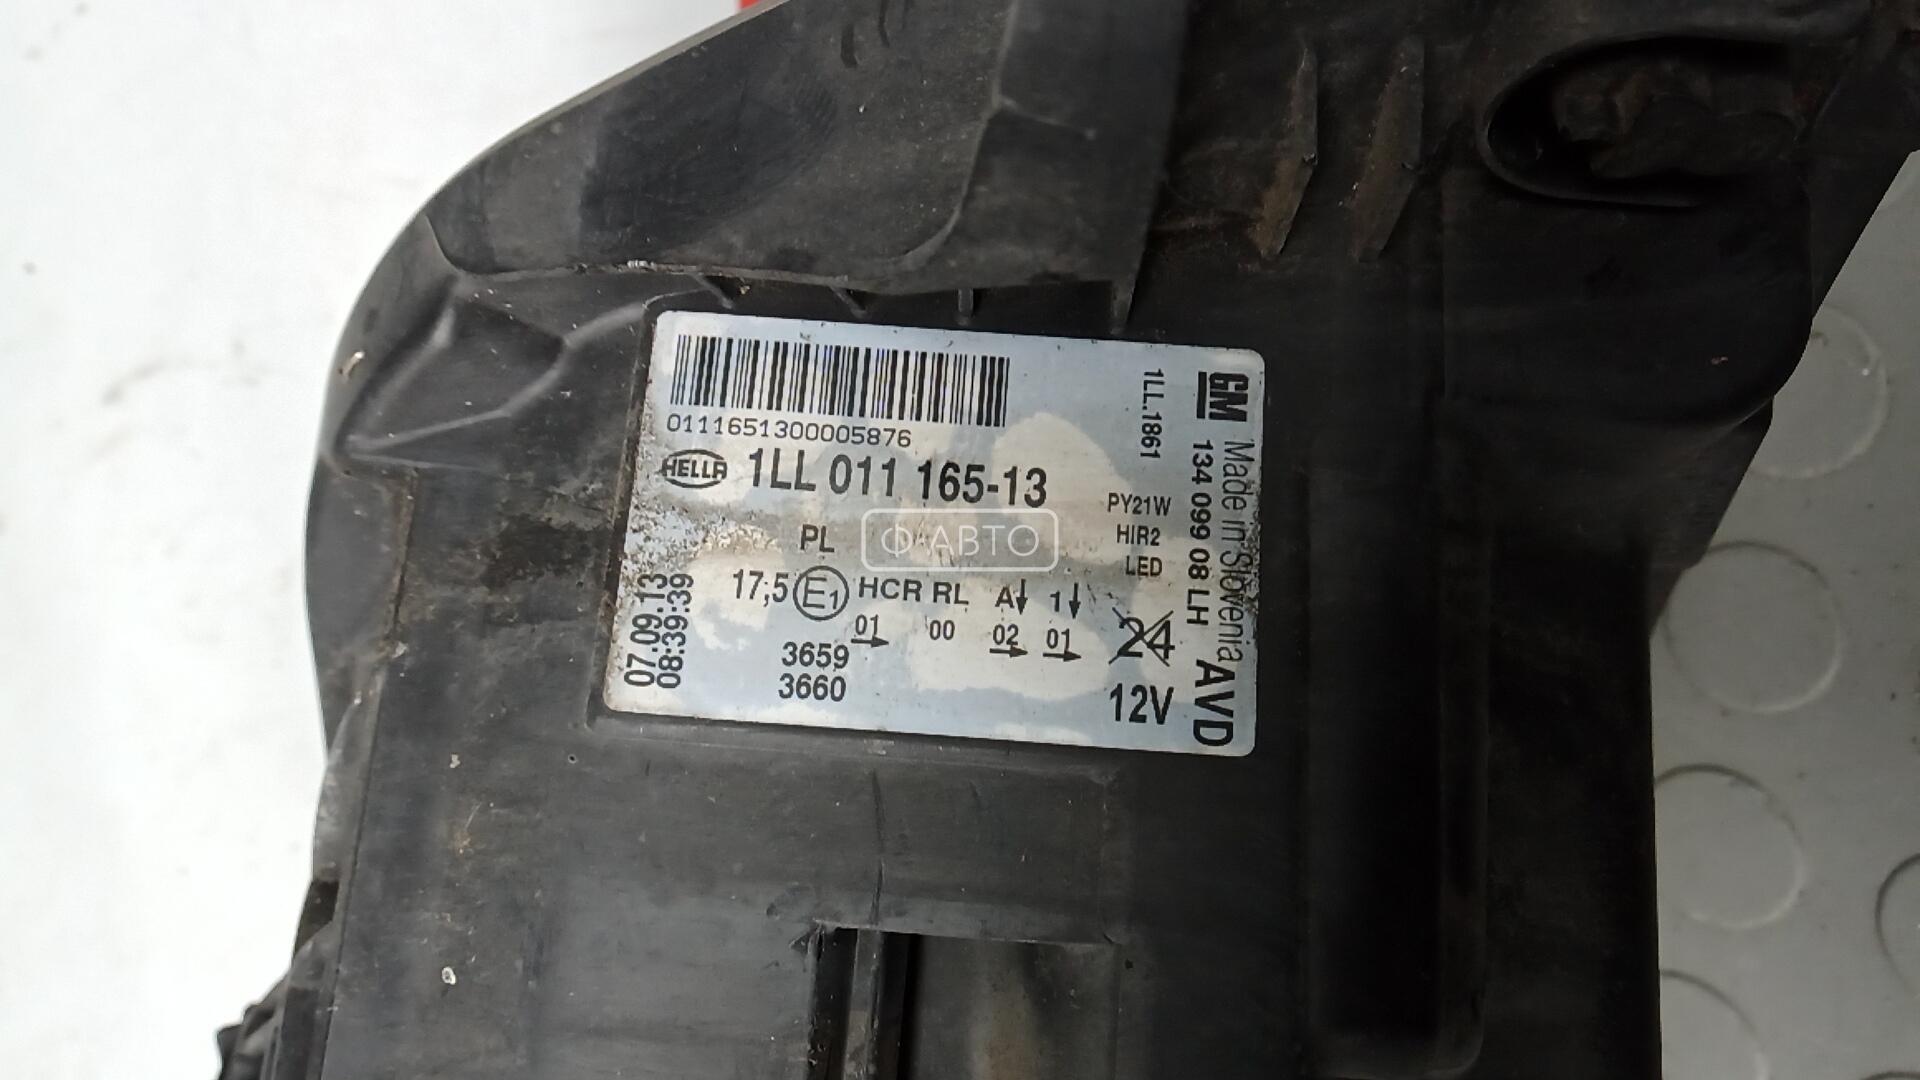 0111651300005876
HELLA 1LL 011 165-13
PL
17,5 E1 HCR RL A↓ 1↓
01 00 02 01
→ → →
3659
3660
07.09.13
08:39:39
1LL.1861
PY21W
HIR2
LED
24
12V
GM 134 099 08 LH AVD
Made in Slovenia
Ф АВТО